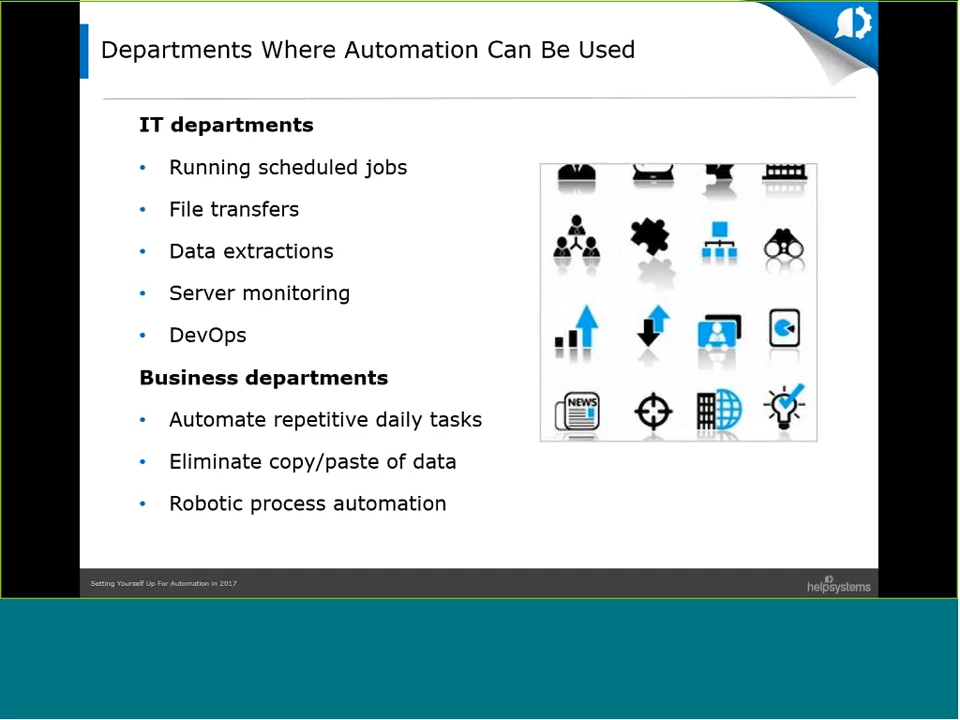 Departments Where Automation Can Be Used
IT departments
• Running scheduled jobs
• File transfers
• Data extractions
• Server monitoring
• DevOps
Business departments
• Automate repetitive daily tasks
• Eliminate copy/paste of data
• Robotic process automation
NEWS
Setting Yourself Up For Automation in 2017
helpsystems